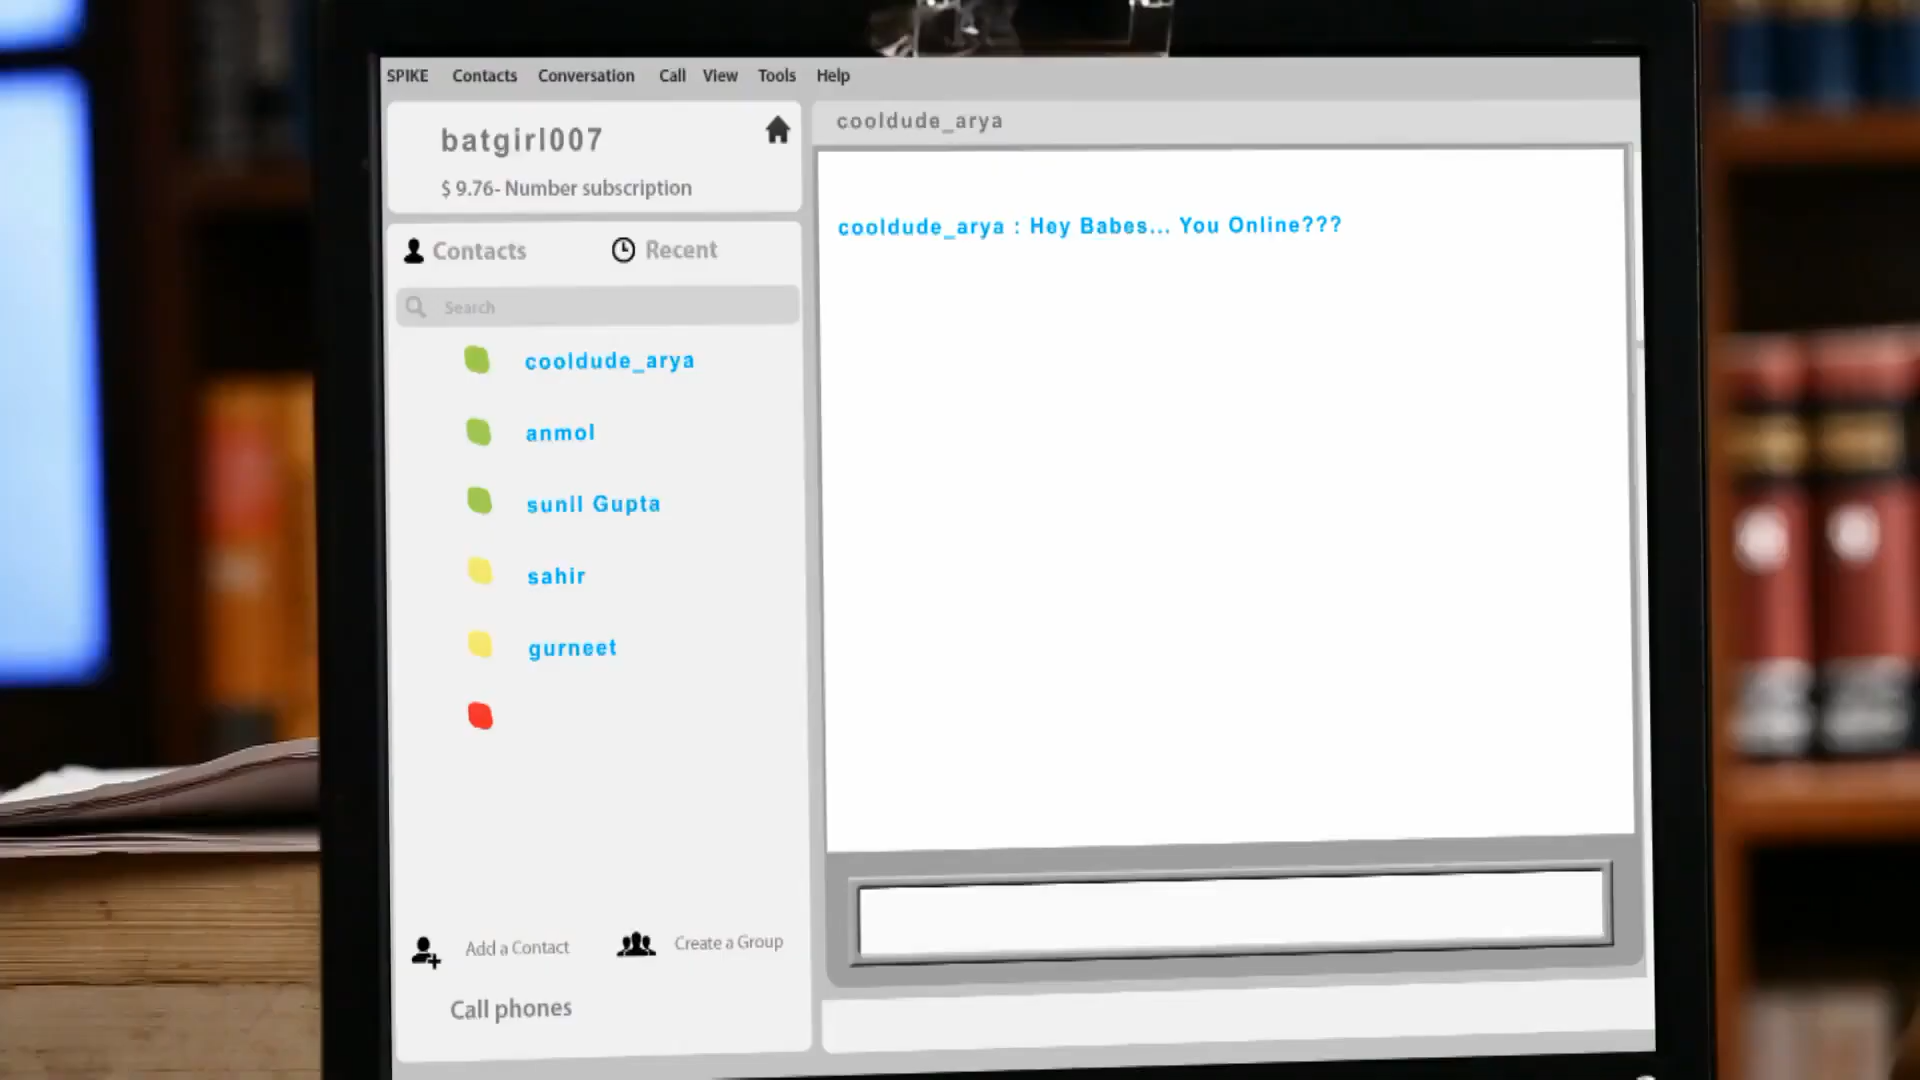 SPIKE Contacts Conversation Call View Tools Help
batgirl007
$ 9.76- Number subscription
Contacts Recent
Search
cooldude_arya
anmol
sunil Gupta
sahir
gurneet
Add a Contact Create a Group
Call phones
cooldude_arya
cooldude_arya : Hey Babes... You Online???